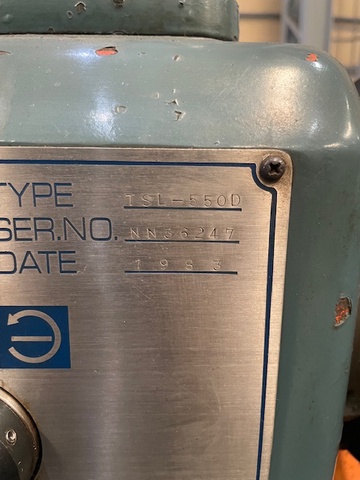 TYPE TSL-550D
SER.NO. NN36247
DATE 1983